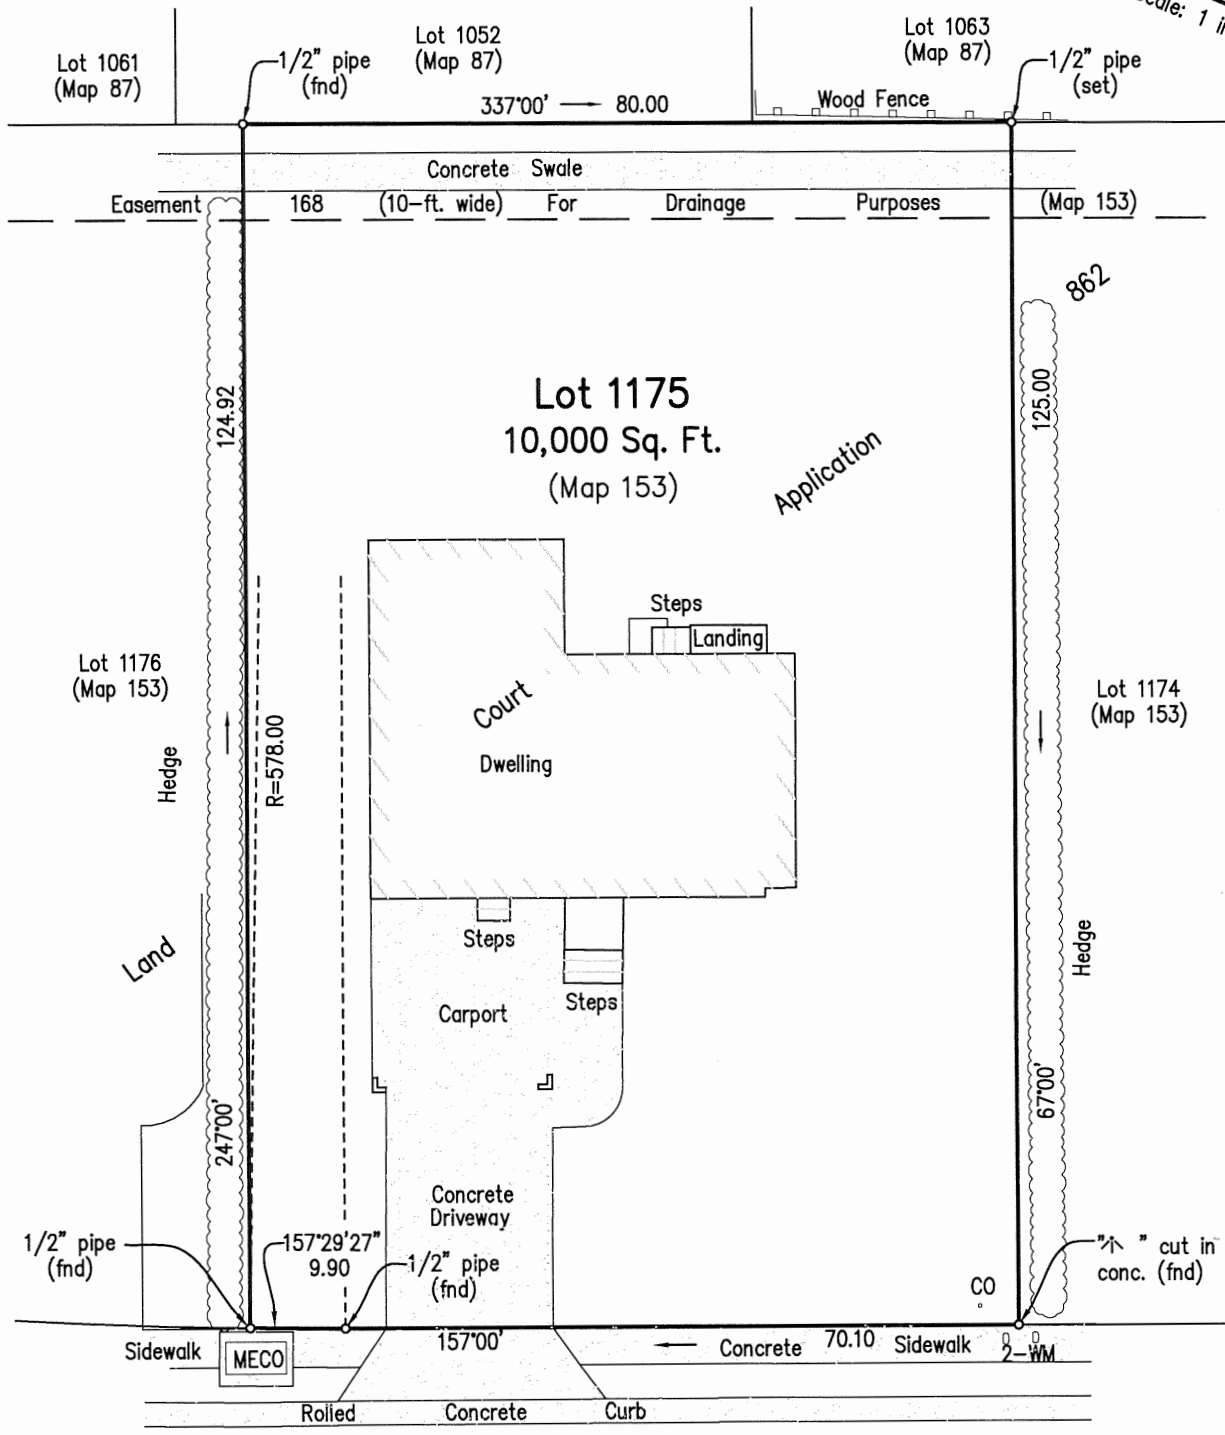 Scale: 1 i
Lot 1061
(Map 87)
1/2" pipe
(fnd)
Lot 1052
(Map 87)
Lot 1063
(Map 87)
1/2" pipe
(set)
337°00' 80.00
Wood Fence
Concrete Swale
Easement 168 (10-ft. wide) For Drainage Purposes (Map 153)
862
124.92
Lot 1175
10,000 Sq. Ft.
(Map 153)
125.00
Application
Steps
Landing
Lot 1176
(Map 153)
Court
Lot 1174
(Map 153)
Hedge
R=578.00
Dwelling
Land
Steps
Hedge
Steps
Carport
247°00'
67°00'
Concrete
Driveway
1/2" pipe
(fnd)
157°29'27"
9.90
1/2" pipe
(fnd)
" " cut in
conc. (fnd)
CO
Sidewalk
MECO
157°00'
Concrete 70.10 Sidewalk
2-WM
Rolled Concrete Curb